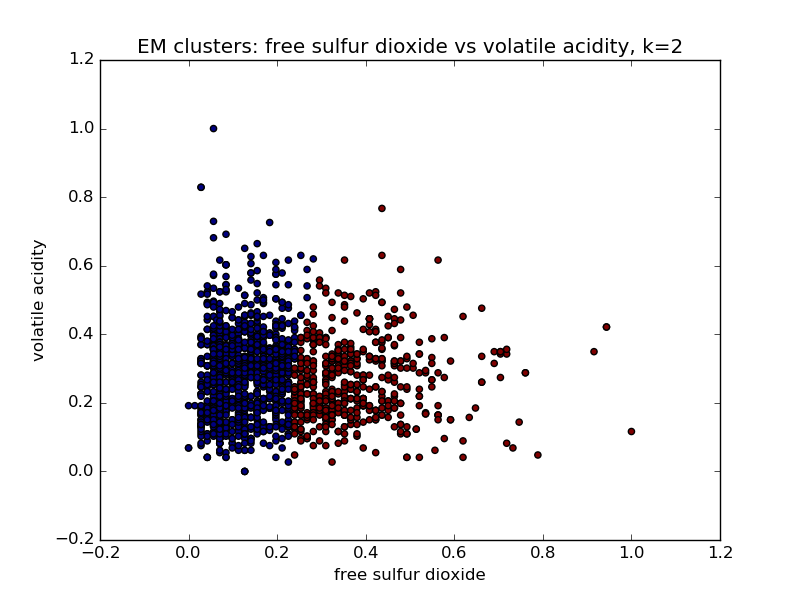 EM clusters: free sulfur dioxide vs volatile acidity, k=2
1.2
1.0
0.8
0.6
0.4
0.2
0.0
−0.2
volatile acidity
−0.2 0.0 0.2 0.4 0.6 0.8 1.0 1.2
free sulfur dioxide